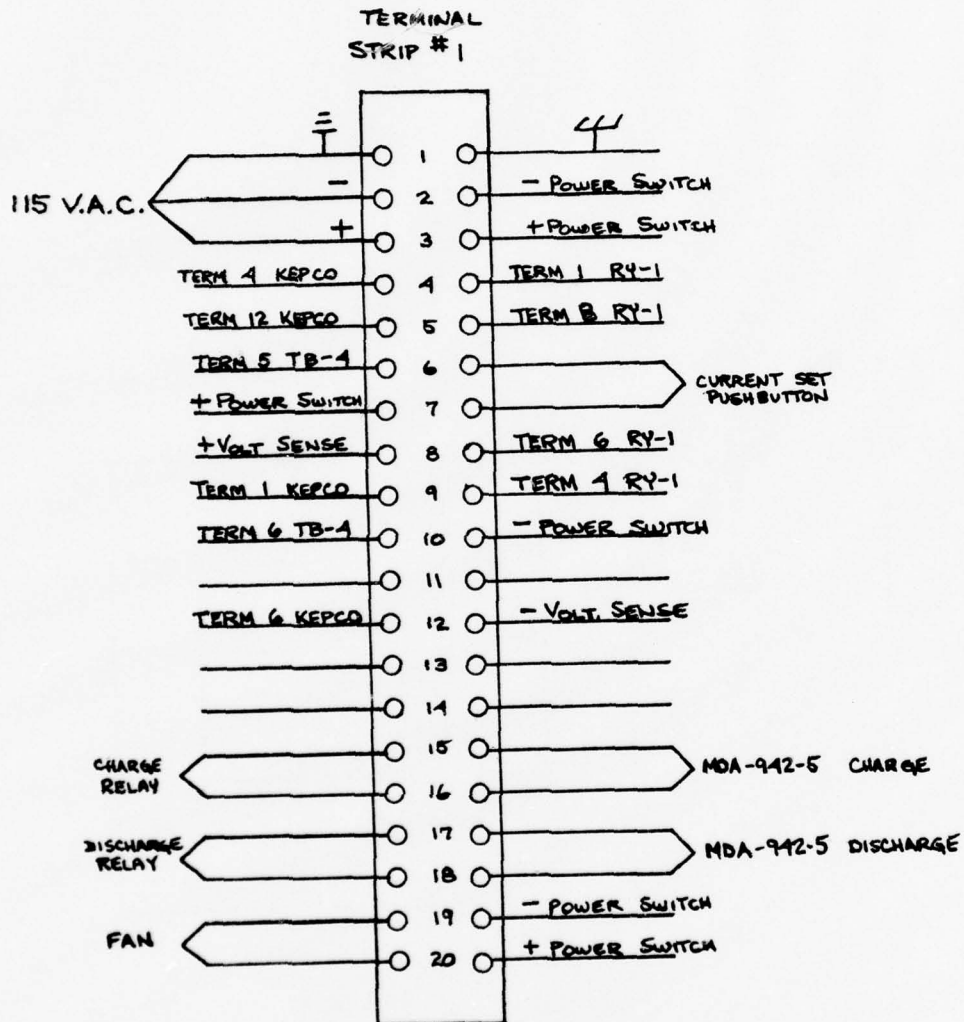 TERMINAL
STRIP #1
1
115 V.A.C.
- 2 - POWER SWITCH
+ 3 + POWER SWITCH
TERM 4 KEPCO 4 TERM 1 RY-1
TERM 12 KEPCO 5 TERM 8 RY-1
TERM 5 TB-4 6
CURRENT SET
PUSHBUTTON
+ POWER SWITCH 7
+ VOLT SENSE 8 TERM 6 RY-1
TERM 1 KEPCO 9 TERM 4 RY-1
TERM 6 TB-4 10 - POWER SWITCH
11
TERM 6 KEPCO 12 - VOLT. SENSE
13
14
15
CHARGE
RELAY
MDA-942-5 CHARGE
16
17
DISCHARGE
RELAY
MDA-942-5 DISCHARGE
18
19 - POWER SWITCH
FAN
20 + POWER SWITCH